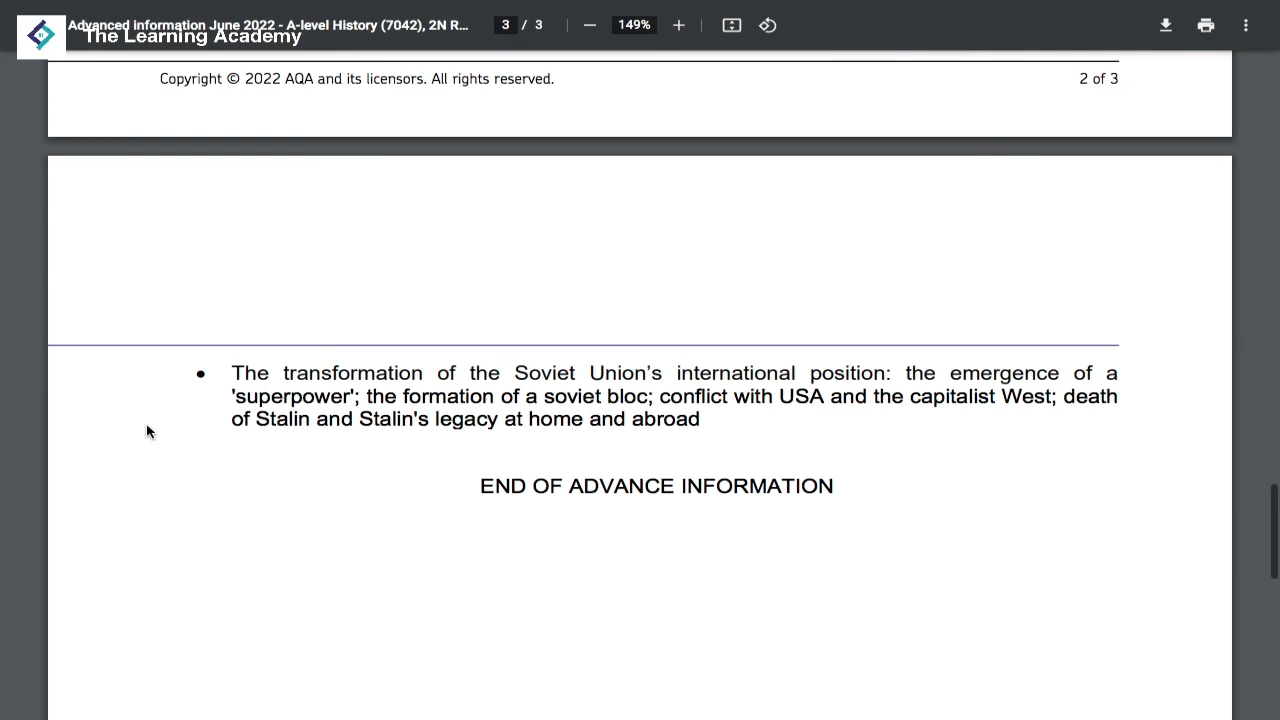 Advanced information June 2022 - A-level History (7042), 2N R...
3 / 3
149%
The Learning Academy
Copyright © 2022 AQA and its licensors. All rights reserved.
2 of 3
• The transformation of the Soviet Union’s international position: the emergence of a
'superpower'; the formation of a soviet bloc; conflict with USA and the capitalist West; death
of Stalin and Stalin's legacy at home and abroad
END OF ADVANCE INFORMATION